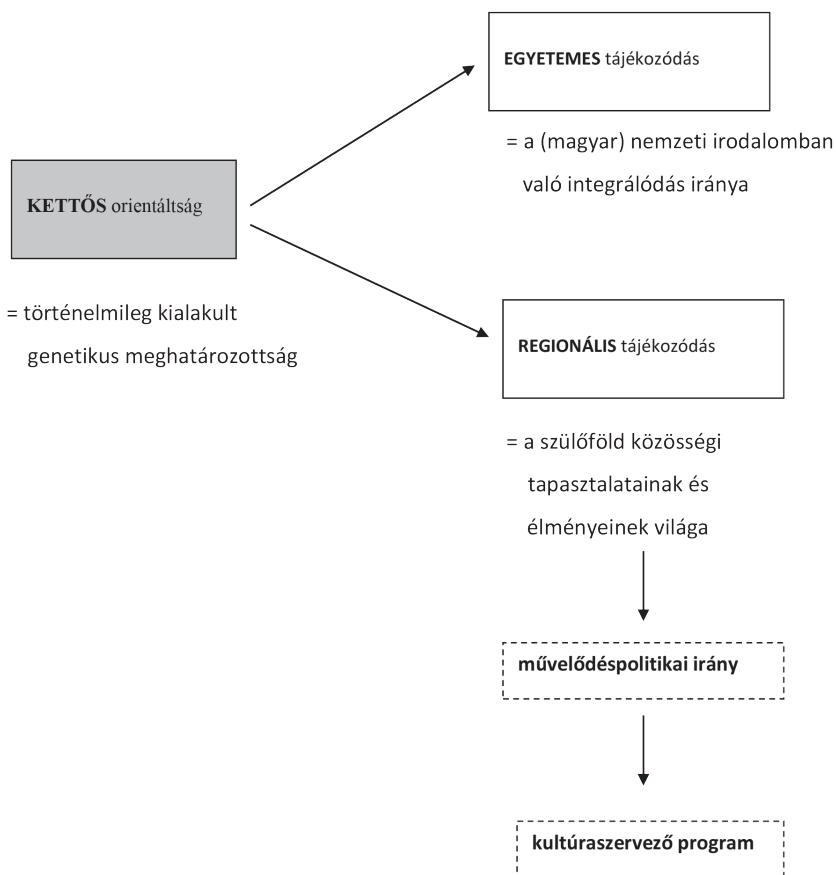 EGYETEMES tájékozódás
= a (magyar) nemzeti irodalomban
való integrálódás iránya
KETTŐS orientáltság
= történelmileg kialakult
genetikus meghatározottság
REGIONÁLIS tájékozódás
= a szülőföld közösségi
tapasztalatainak és
élményeinek világa
művelődéspolitikai irány
kultúraszervező program